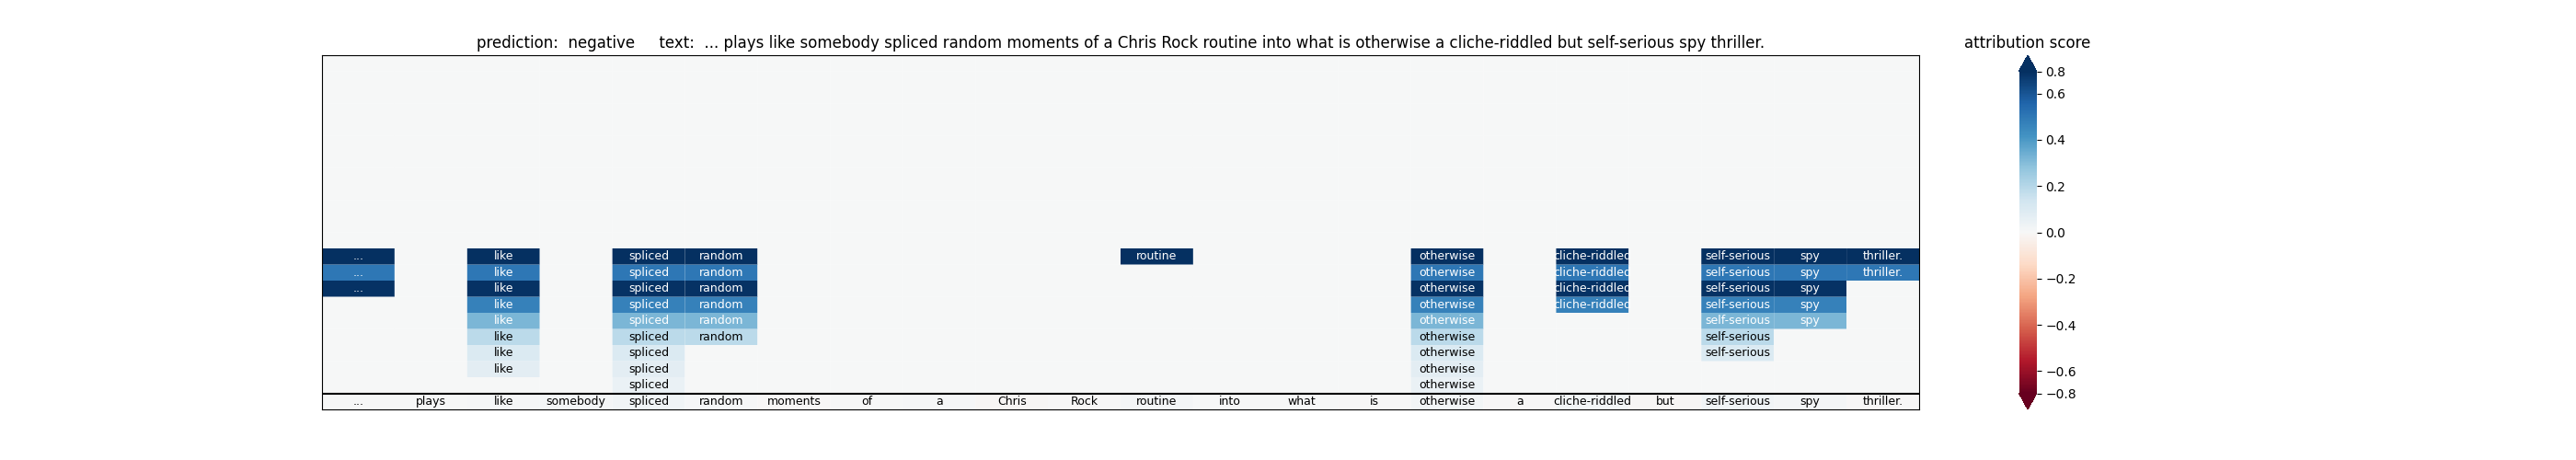 prediction: negative text: ... plays like somebody spliced random moments of a Chris Rock routine into what is otherwise a cliche-riddled but self-serious spy thriller.
attribution score
0.8
0.6
0.4
0.2
0.0
−0.2
−0.4
−0.6
−0.8
... like spliced random routine otherwise cliche-riddled self-serious spy thriller.
... like spliced random otherwise cliche-riddled self-serious spy thriller.
... like spliced random otherwise cliche-riddled self-serious spy
like spliced random otherwise cliche-riddled self-serious spy
like spliced random otherwise self-serious spy
like spliced random otherwise self-serious
like spliced otherwise self-serious
like spliced otherwise
spliced otherwise
... plays like somebody spliced random moments of a Chris Rock routine into what is otherwise a cliche-riddled but self-serious spy thriller.